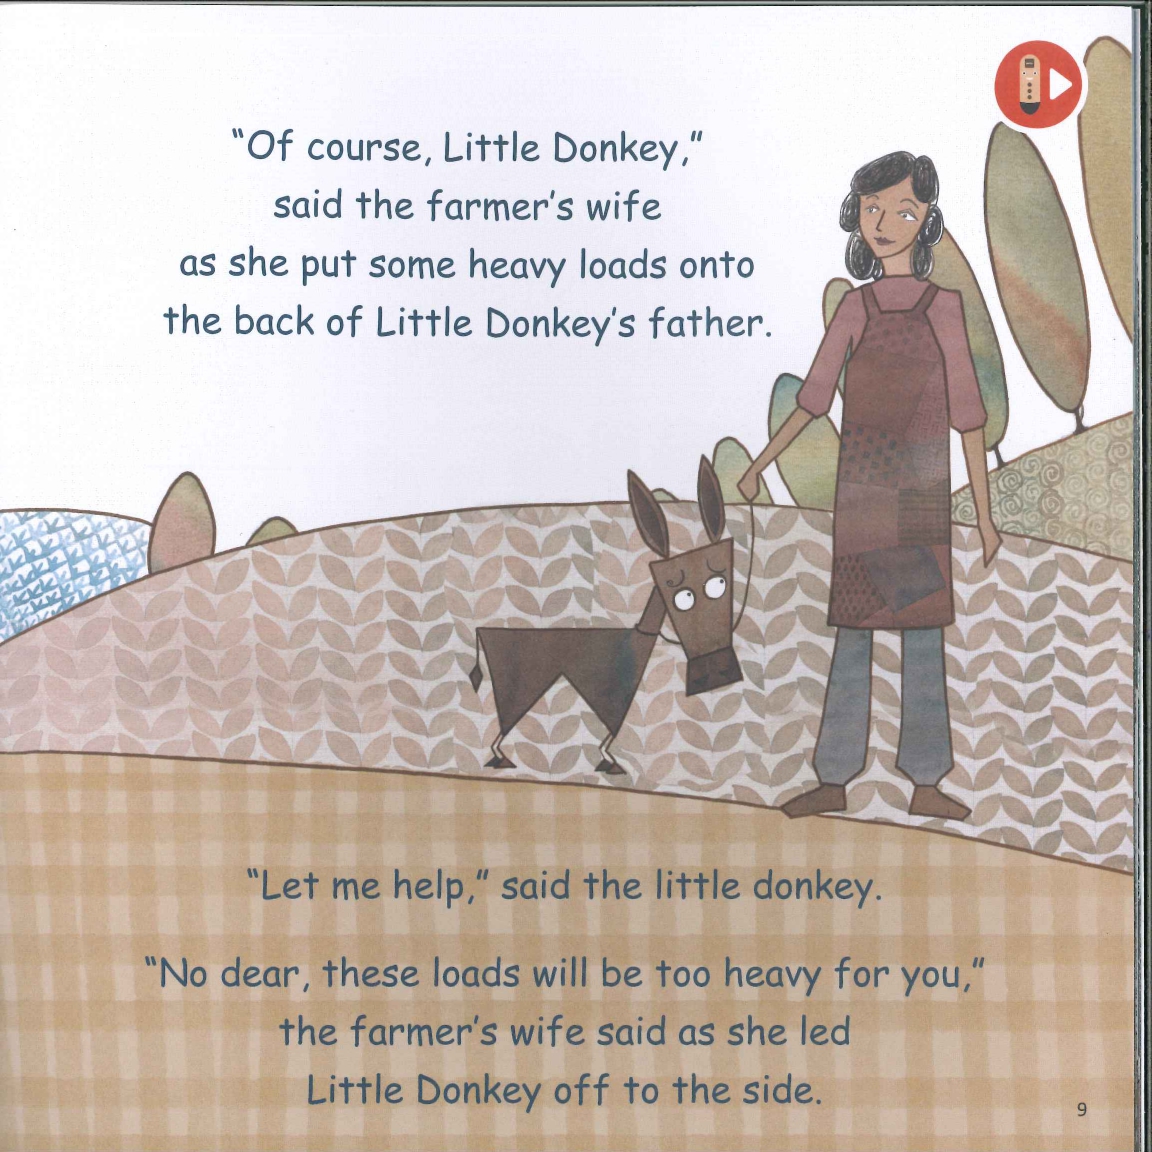 “Of course, Little Donkey,”
said the farmer’s wife
as she put some heavy loads onto
the back of Little Donkey’s father.
“Let me help,” said the little donkey.
“No dear, these loads will be too heavy for you,”
the farmer’s wife said as she led
Little Donkey off to the side.
9